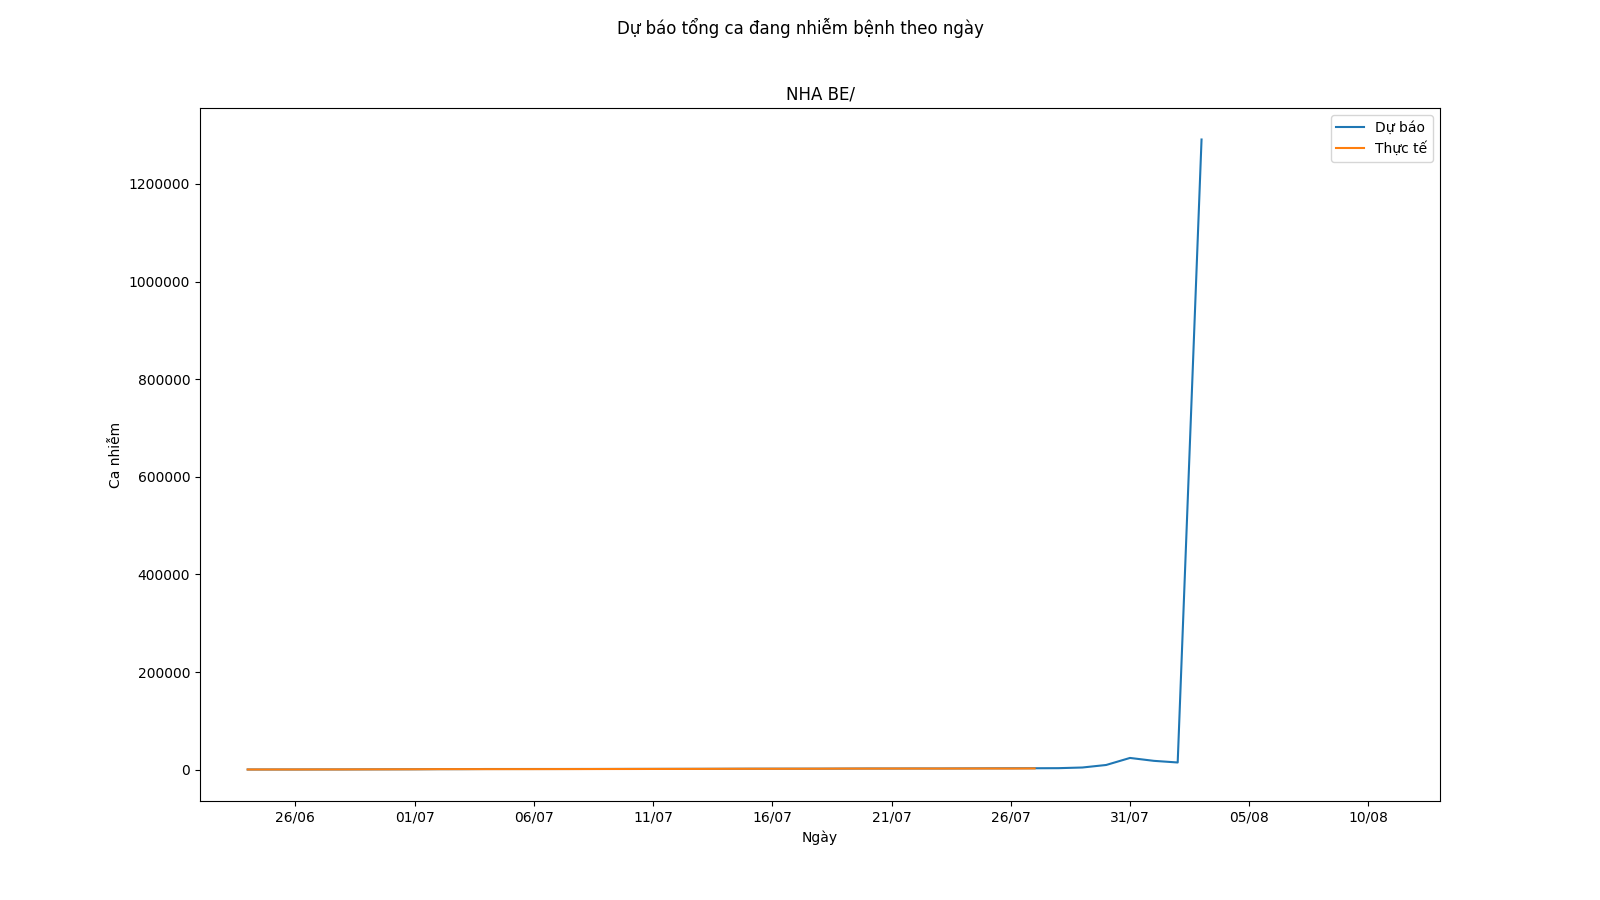 Dự báo tổng ca đang nhiễm bệnh theo ngày
NHA BE/
Dự báo
Thực tế
1200000
1000000
800000
600000
400000
200000
0
Ca nhiễm
26/06 01/07 06/07 11/07 16/07 21/07 26/07 31/07 05/08 10/08
Ngày